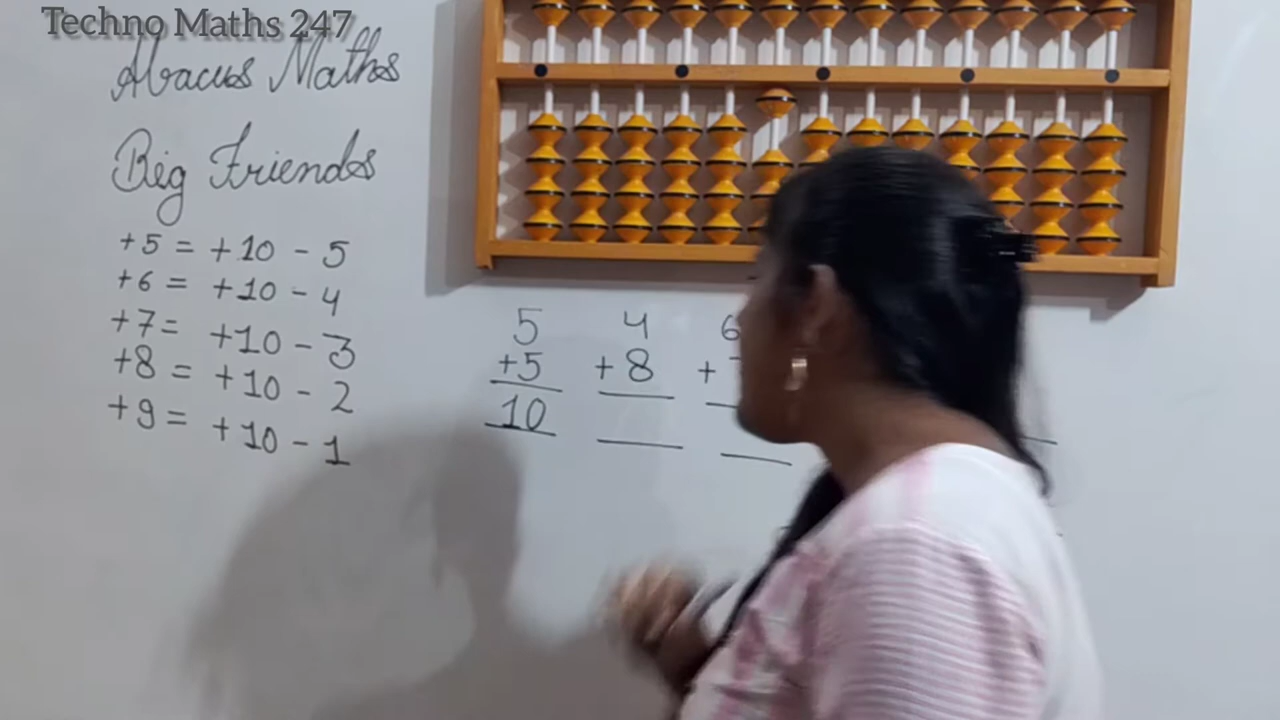 Techno Maths 247
Abacus Maths
Big Friends
+5 = +10 - 5
+6 = +10 - 4
+7 = +10 - 3
+8 = +10 - 2
+9 = +10 - 1
5 4 6
+5 +8 +
10